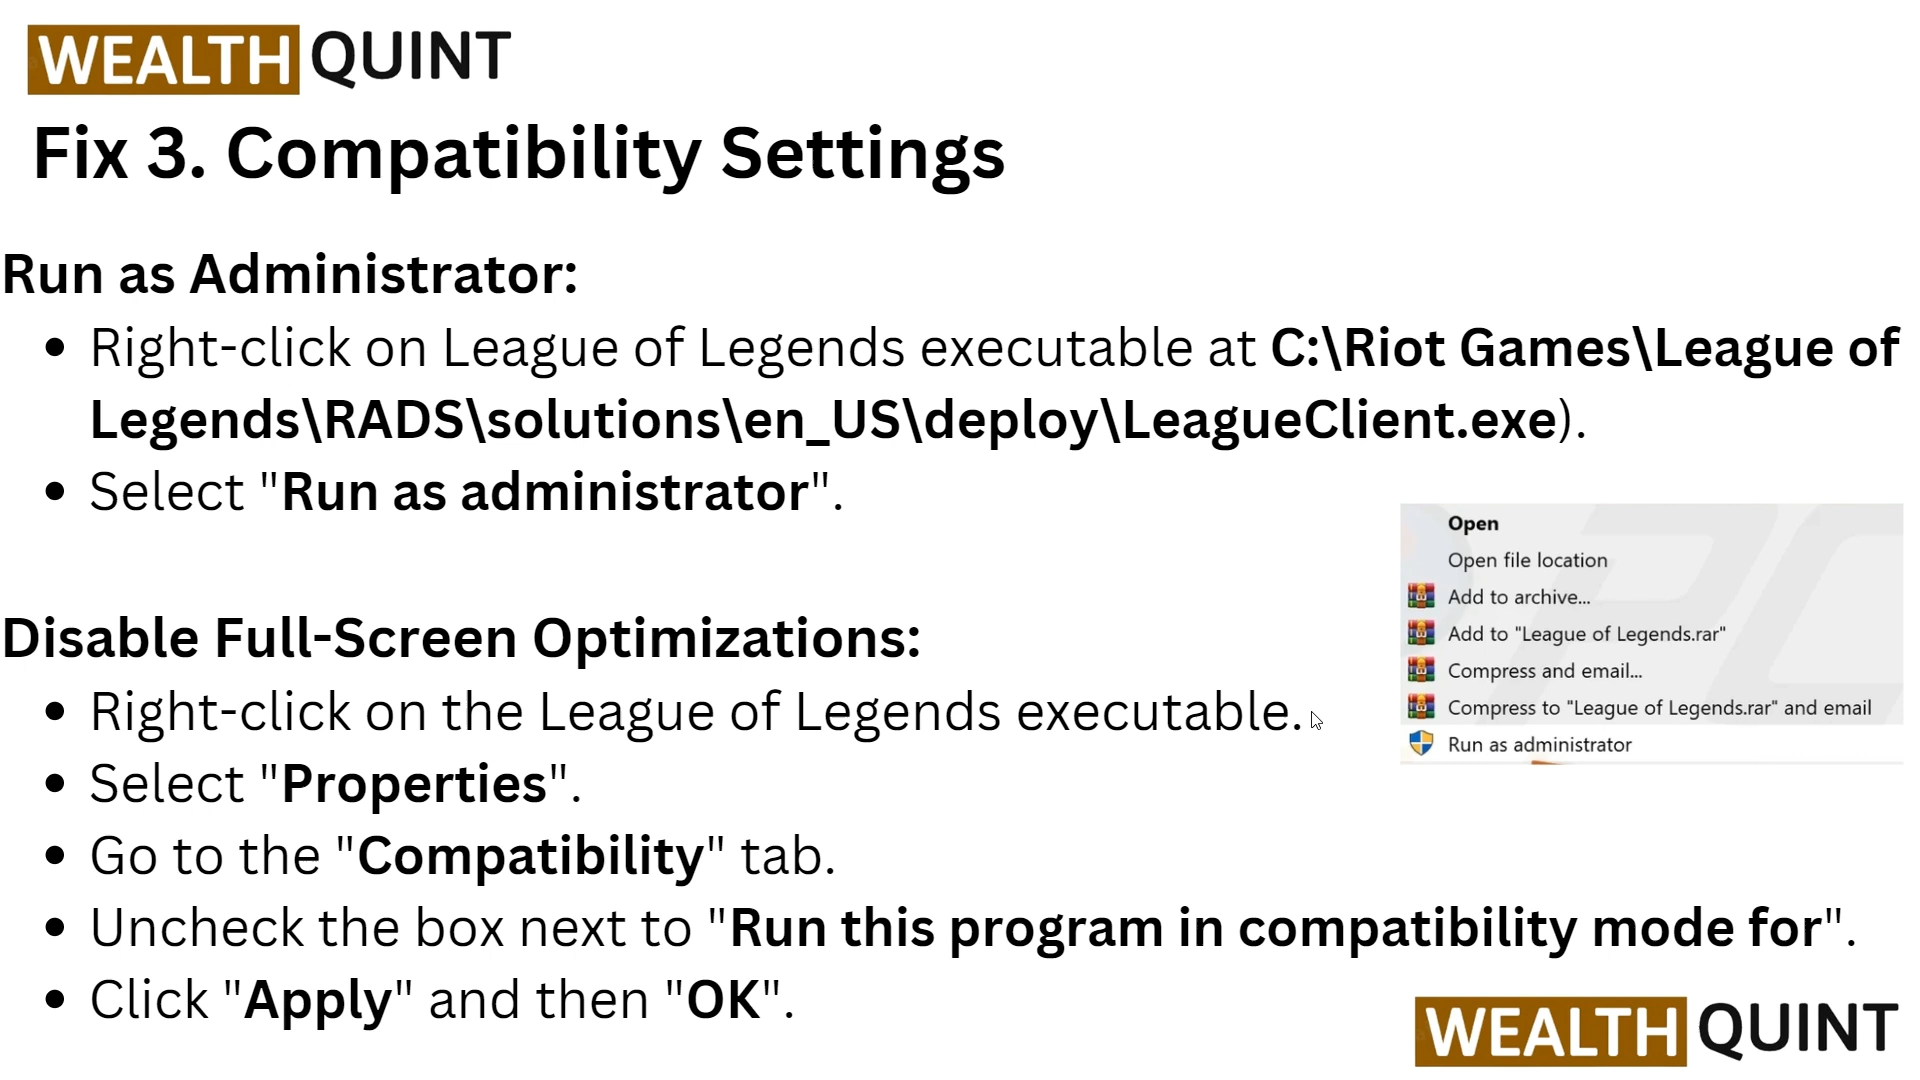 WEALTH QUINT
Fix 3. Compatibility Settings
Run as Administrator:
• Right-click on League of Legends executable at C:\Riot Games\League of
Legends\RADS\solutions\en_US\deploy\LeagueClient.exe).
• Select "Run as administrator".
Disable Full-Screen Optimizations:
• Right-click on the League of Legends executable.
• Select "Properties".
• Go to the "Compatibility" tab.
• Uncheck the box next to "Run this program in compatibility mode for".
• Click "Apply" and then "OK".
Open
Open file location
Add to archive...
Add to "League of Legends.rar"
Compress and email...
Compress to "League of Legends.rar" and email
Run as administrator
WEALTH QUINT